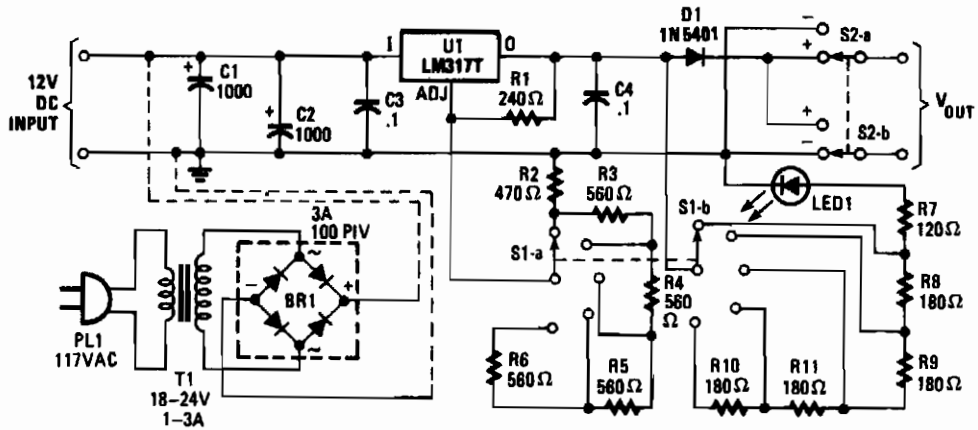 12V
DC
INPUT
+
C1
1000
+
C2
1000
C3
.1
I
U1
LM317T
O
ADJ
R1
240Ω
C4
.1
D1
1N5401
−
+
S2-a
+
−
S2-b
V OUT
R2
470Ω
R3
560Ω
S1-a
S1-b
LED1
R7
120Ω
R4
560
Ω
R8
180Ω
R9
180Ω
R6
560Ω
R5
560Ω
R10
180Ω
R11
180Ω
3A
100 PIV
~
−
BR1
+
~
PL1
117VAC
T1
18–24V
1–3A